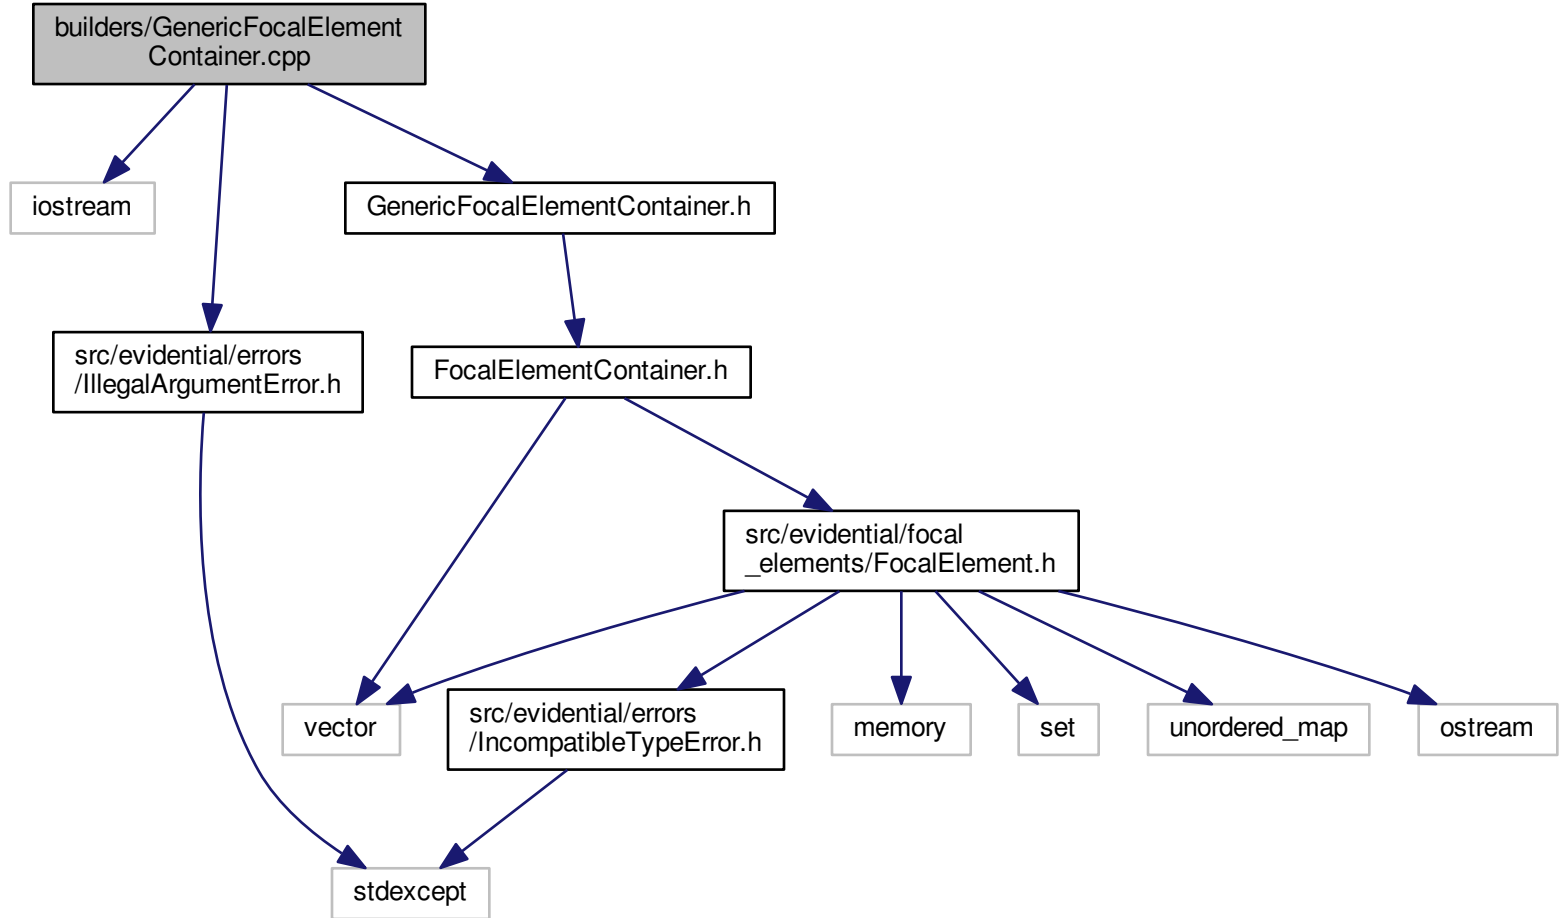 builders/GenericFocalElement
Container.cpp
iostream
GenericFocalElementContainer.h
src/evidential/errors
/IllegalArgumentError.h
FocalElementContainer.h
src/evidential/focal
_elements/FocalElement.h
vector
src/evidential/errors
/IncompatibleTypeError.h
memory
set
unordered_map
ostream
stdexcept